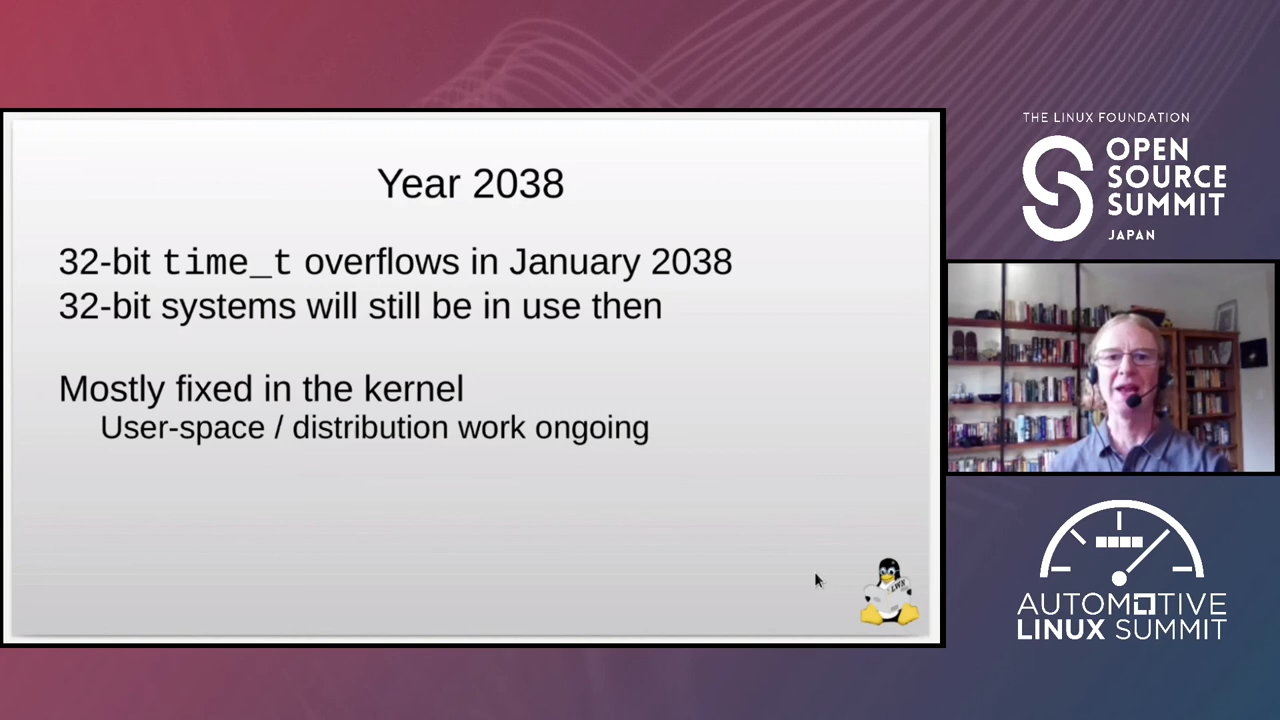 Year 2038
32-bit time_t overflows in January 2038
32-bit systems will still be in use then
Mostly fixed in the kernel
User-space / distribution work ongoing
LWN
THE LINUX FOUNDATION
OPEN
SOURCE
SUMMIT
JAPAN
AUTOMOTIVE
LINUX SUMMIT